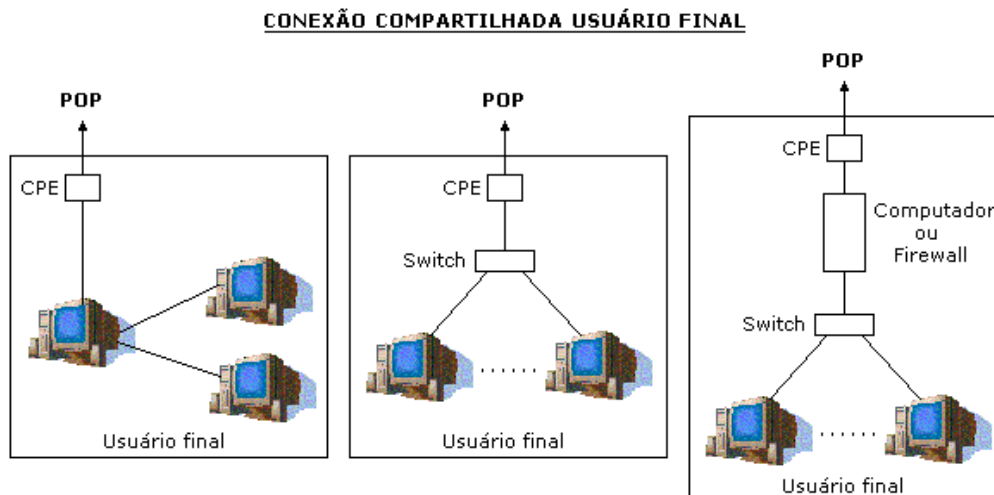 CONEXÃO COMPARTILHADA USUÁRIO FINAL
POP
CPE
Usuário final
POP
CPE
Switch
Usuário final
POP
CPE
Computador
ou
Firewall
Switch
Usuário final